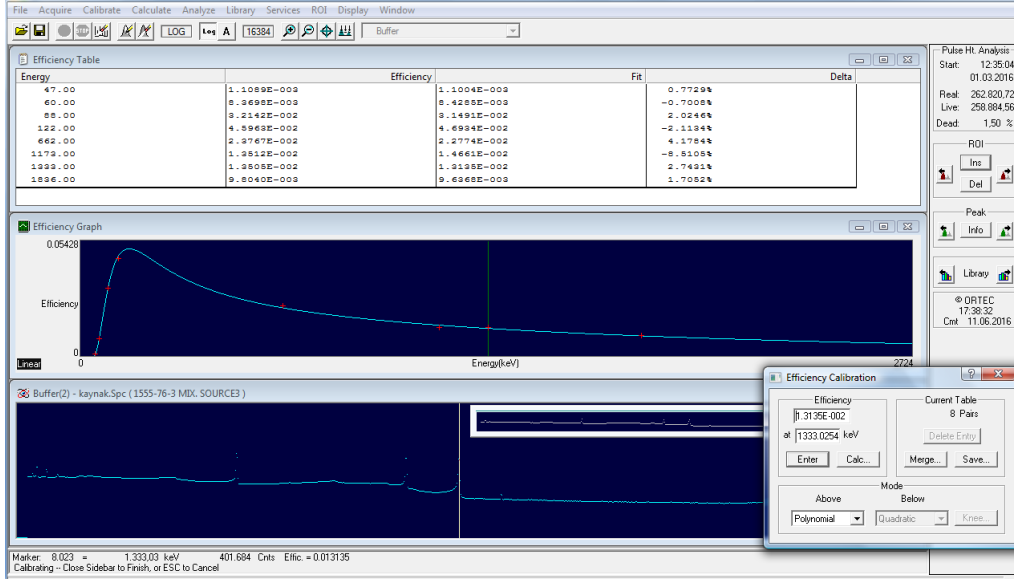 File Acquire Calibrate Calculate Analyze Library Services ROI Display Window
LOG Log A 16384 Buffer
Efficiency Table
Energy Efficiency Fit Delta
47.00 1.1089E-003 1.1004E-003 0.7729%
60.00 8.3698E-003 8.4285E-003 -0.7008%
88.00 3.2142E-002 3.1491E-002 2.0246%
122.00 4.5963E-002 4.6934E-002 -2.1134%
662.00 2.3767E-002 2.2774E-002 4.1784%
1173.00 1.3512E-002 1.4661E-002 -8.5105%
1333.00 1.3505E-002 1.3135E-002 2.7431%
1836.00 9.8040E-003 9.6368E-003 1.7052%
Efficiency Graph
0.05428
Efficiency
0
Linear 0 Energy(keV) 2724
Buffer(2) - kaynak.Spc ( 1555-76-3 MIX. SOURCE3 )
Marker: 8.023 = 1.333,03 keV 401.684 Cnts Effic. = 0.013135
Calibrating -- Close Sidebar to Finish, or ESC to Cancel
Pulse Ht. Analysis
Start: 12:35:04
01.03.2016
Real: 262.820,72
Live: 258.884,56
Dead: 1,50 %
ROI
Ins
Del
Peak
Info
Library
© ORTEC
17:38:32
Cmt 11.06.2016
Efficiency Calibration
Efficiency
1.3135E-002
at 1333.0254 keV
Enter Calc...
Current Table
8 Pairs
Delete Entry
Merge... Save...
Mode
Above Below
Polynomial Quadratic Knee...